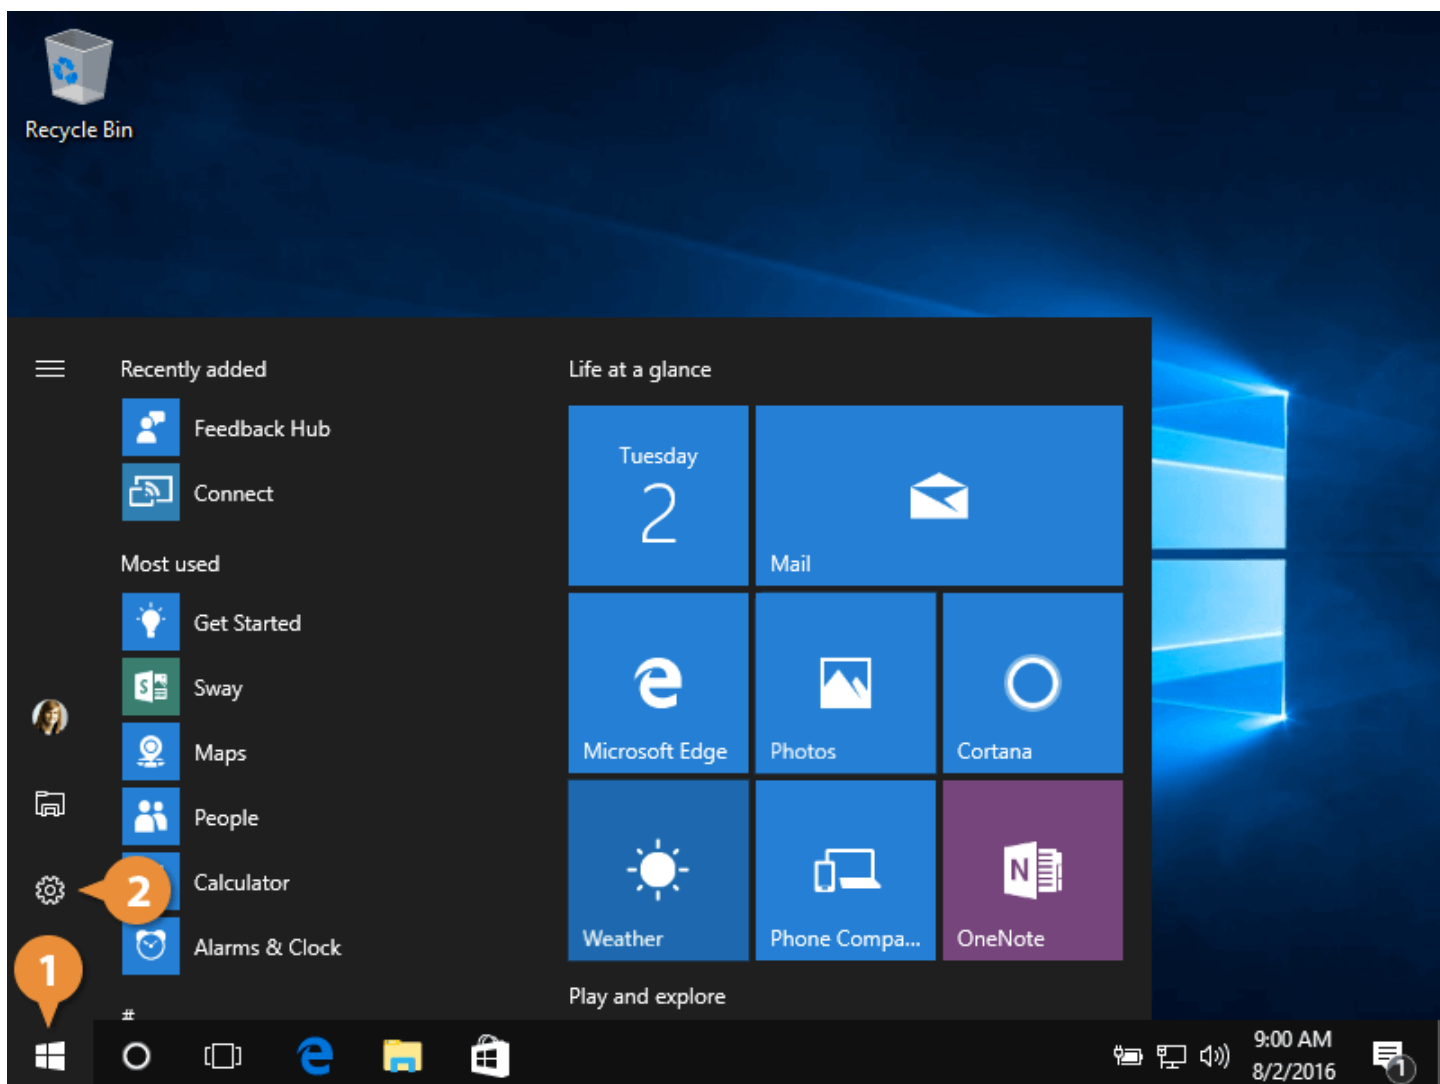 Recycle Bin
Recently added
Feedback Hub
Connect
Most used
Get Started
Sway
Maps
People
2
Calculator
Alarms & Clock
1
#
Life at a glance
Tuesday
2
Mail
Microsoft Edge
Photos
Cortana
Weather
Phone Compa...
N
OneNote
Play and explore
S
9:00 AM
8/2/2016
1